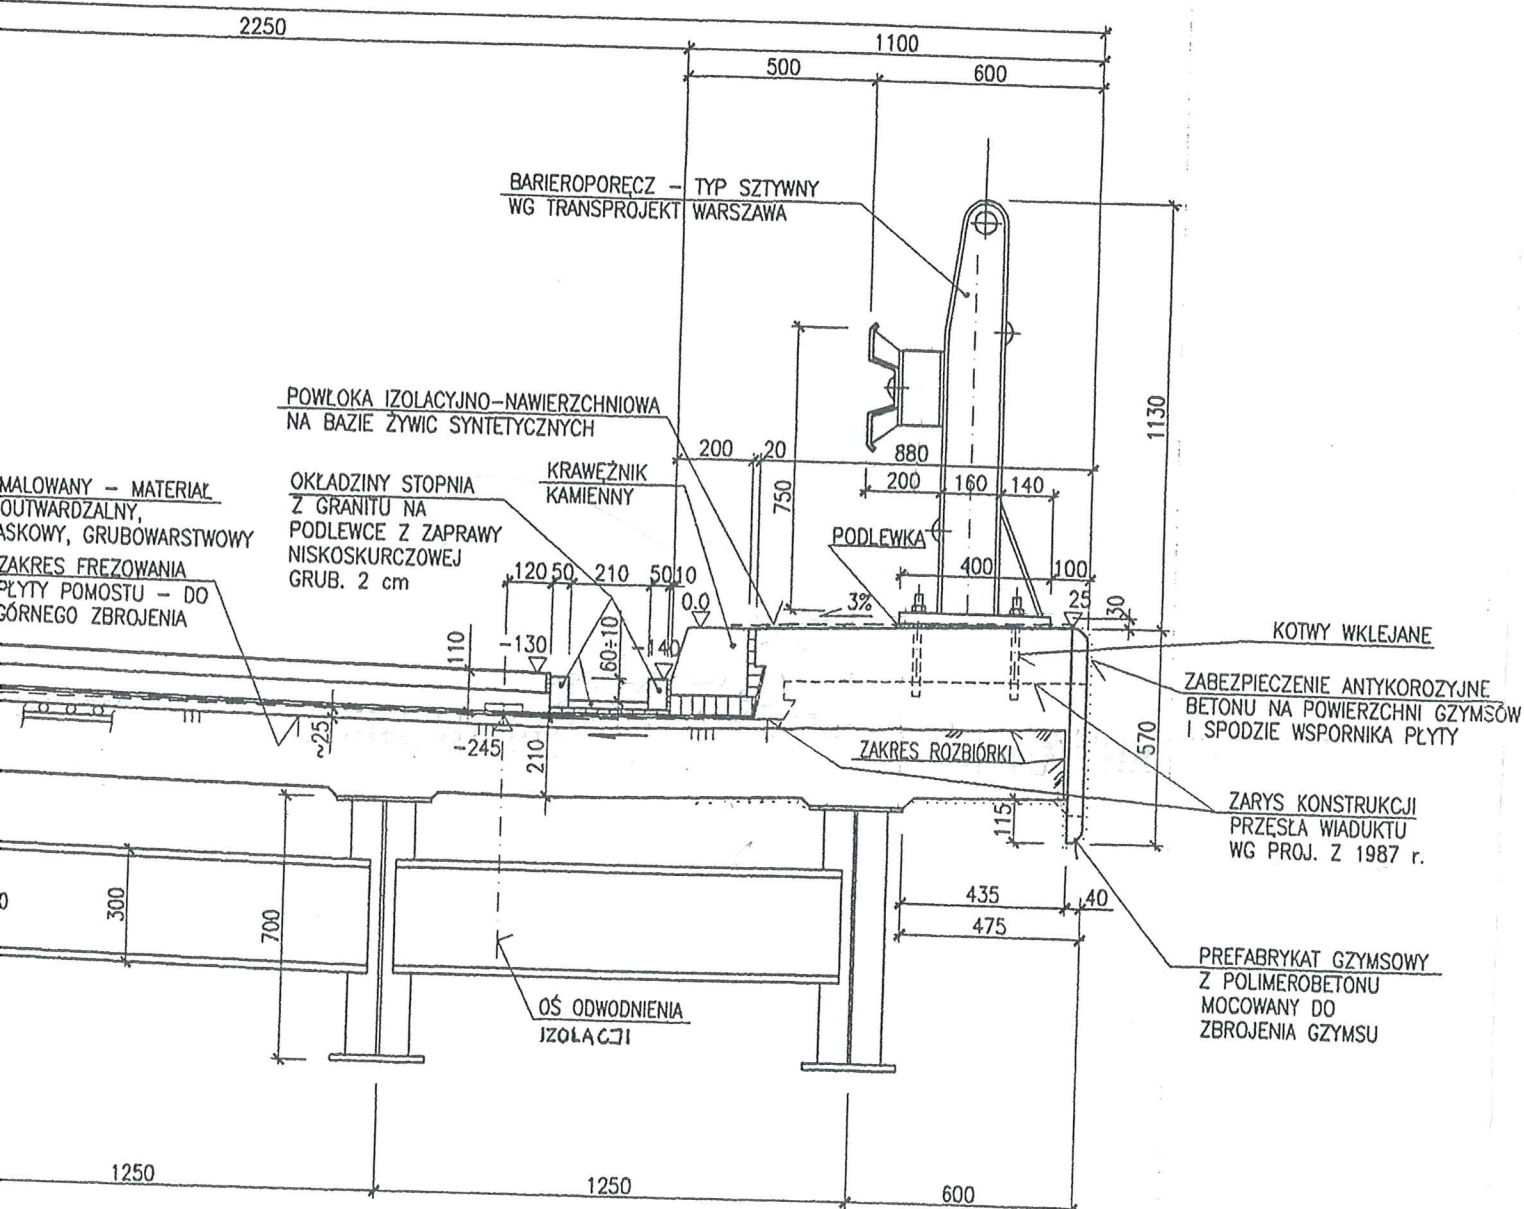 2250
1100
500
600
BARIEROPORĘCZ – TYP SZTYWNY
WG TRANSPROJEKT WARSZAWA
1130
POWŁOKA IZOLACYJNO–NAWIERZCHNIOWA
NA BAZIE ŻYWIC SYNTETYCZNYCH
200
20
880
750
200
160
140
MALOWANY – MATERIAŁ
OUTWARDZALNY,
ASKOWY, GRUBOWARSTWOWY
OKŁADZINY STOPNIA
Z GRANITU NA
PODLEWCE Z ZAPRAWY
NISKOSKURCZOWEJ
GRUB. 2 cm
KRAWĘŻNIK
KAMIENNY
PODLEWKA
ZAKRES FREZOWANIA
PŁYTY POMOSTU – DO
GÓRNEGO ZBROJENIA
120
50
210
50
10
400
100
0.0
3%
25
30
110
-130
60÷10
-140
KOTWY WKLEJANE
ZABEZPIECZENIE ANTYKOROZYJNE
BETONU NA POWIERZCHNI GZYMSÓW
I SPODZIE WSPORNIKA PŁYTY
~25
-245
210
ZAKRES ROZBIÓRKI
570
115
ZARYS KONSTRUKCJI
PRZĘSŁA WIADUKTU
WG PROJ. Z 1987 r.
0
300
700
435
40
475
OŚ ODWODNIENIA
IZOLACJI
PREFABRYKAT GZYMSOWY
Z POLIMEROBETONU
MOCOWANY DO
ZBROJENIA GZYMSU
1250
1250
600